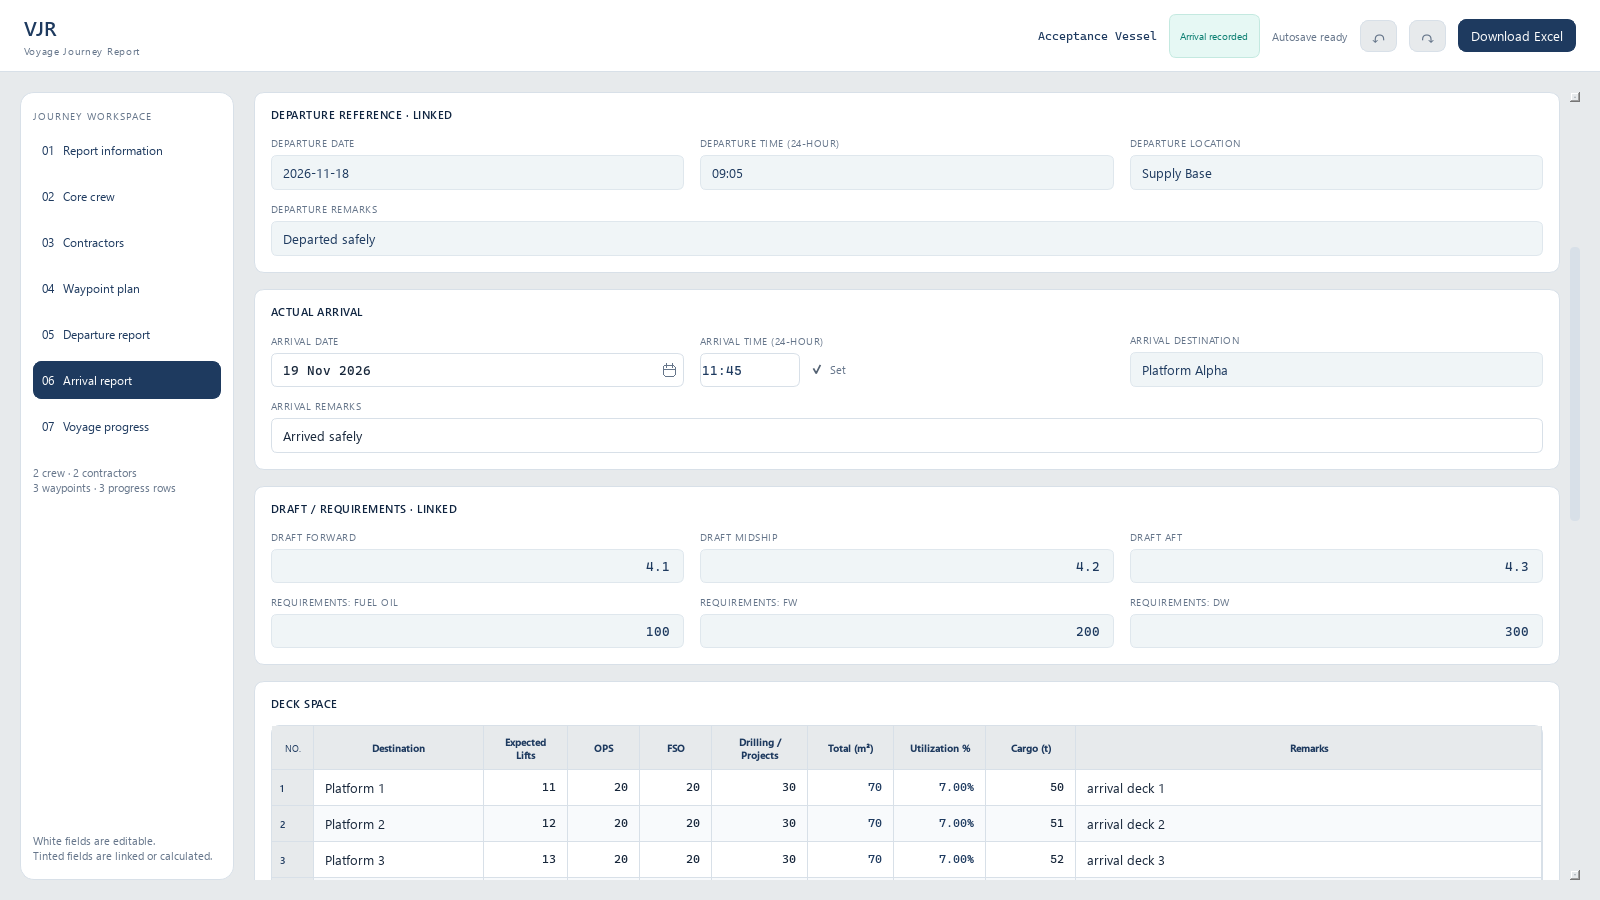 VJR
Voyage Journey Report
Acceptance Vessel
Arrival recorded
Autosave ready
Download Excel
JOURNEY WORKSPACE
01 Report information
02 Core crew
03 Contractors
04 Waypoint plan
05 Departure report
06 Arrival report
07 Voyage progress
2 crew · 2 contractors
3 waypoints · 3 progress rows
White fields are editable.
Tinted fields are linked or calculated.
DEPARTURE REFERENCE · LINKED
DEPARTURE DATE DEPARTURE TIME (24-HOUR) DEPARTURE LOCATION
2026-11-18 09:05 Supply Base
DEPARTURE REMARKS
Departed safely
ACTUAL ARRIVAL
ARRIVAL DATE ARRIVAL TIME (24-HOUR) ARRIVAL DESTINATION
19 Nov 2026 11:45 ✓ Set Platform Alpha
ARRIVAL REMARKS
Arrived safely
DRAFT / REQUIREMENTS · LINKED
DRAFT FORWARD DRAFT MIDSHIP DRAFT AFT
4.1 4.2 4.3
REQUIREMENTS: FUEL OIL REQUIREMENTS: FW REQUIREMENTS: DW
100 200 300
DECK SPACE
NO. Destination Expected Lifts OPS FSO Drilling / Projects Total (m²) Utilization % Cargo (t) Remarks
1 Platform 1 11 20 20 30 70 7.00% 50 arrival deck 1
2 Platform 2 12 20 20 30 70 7.00% 51 arrival deck 2
3 Platform 3 13 20 20 30 70 7.00% 52 arrival deck 3